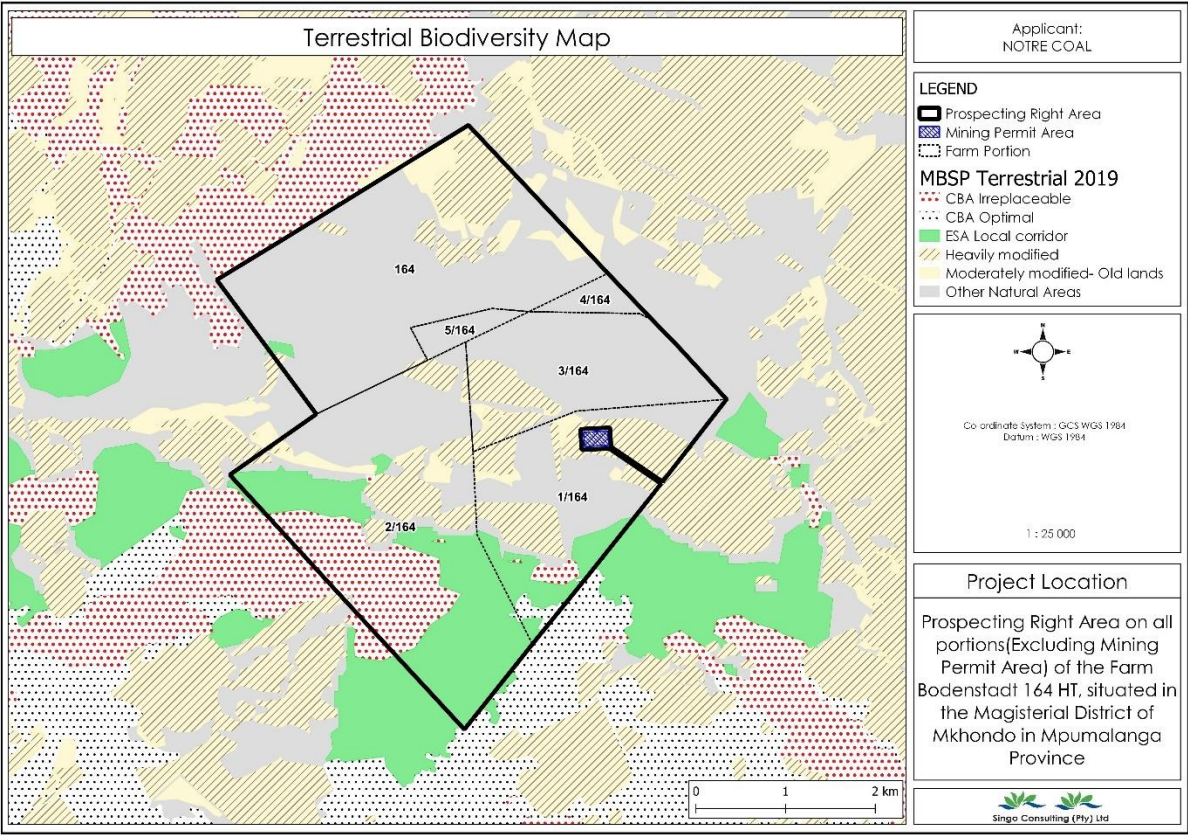 Terrestrial Biodiversity Map
164
4/164
5/164
3/164
1/164
2/164
0 1 2 km
Applicant:
NOTRE COAL
LEGEND
Prospecting Right Area
Mining Permit Area
Farm Portion
MBSP Terrestrial 2019
CBA Irreplaceable
CBA Optimal
ESA Local corridor
Heavily modified
Moderately modified- Old lands
Other Natural Areas
N
W E
S
Co ordinate System : GCS WGS 1984
Datum : WGS 1984
1 : 25 000
Project Location
Prospecting Right Area on all
portions(Excluding Mining
Permit Area) of the Farm
Bodenstadt 164 HT, situated in
the Magisterial District of
Mkhondo in Mpumalanga
Province
Singo Consulting (Pty) Ltd